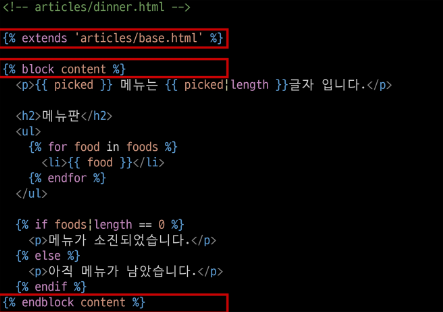 <!-- articles/dinner.html -->
{% extends 'articles/base.html' %}
{% block content %}
<p>{{ picked }} 메뉴는 {{ picked|length }}글자 입니다.</p>
<h2>메뉴판</h2>
<ul>
{% for food in foods %}
<li>{{ food }}</li>
{% endfor %}
</ul>
{% if foods|length == 0 %}
<p>메뉴가 소진되었습니다.</p>
{% else %}
<p>아직 메뉴가 남았습니다.</p>
{% endif %}
{% endblock content %}